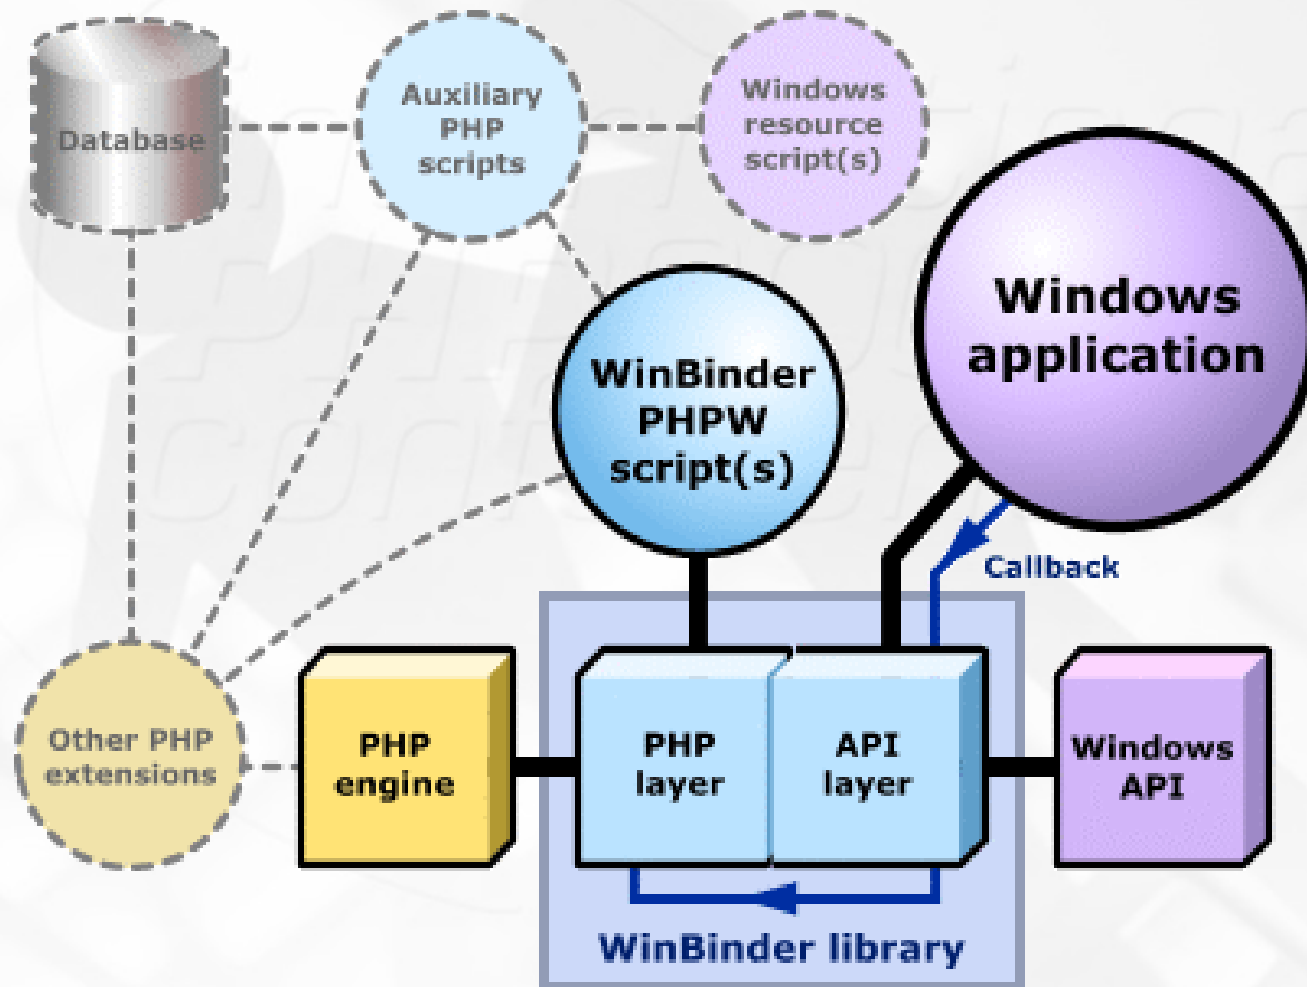 Database
Auxiliary
PHP
scripts
Windows
resource
script(s)
Windows
application
WinBinder
PHPW
script(s)
Callback
Other PHP
extensions
PHP
engine
PHP
layer
API
layer
Windows
API
WinBinder library